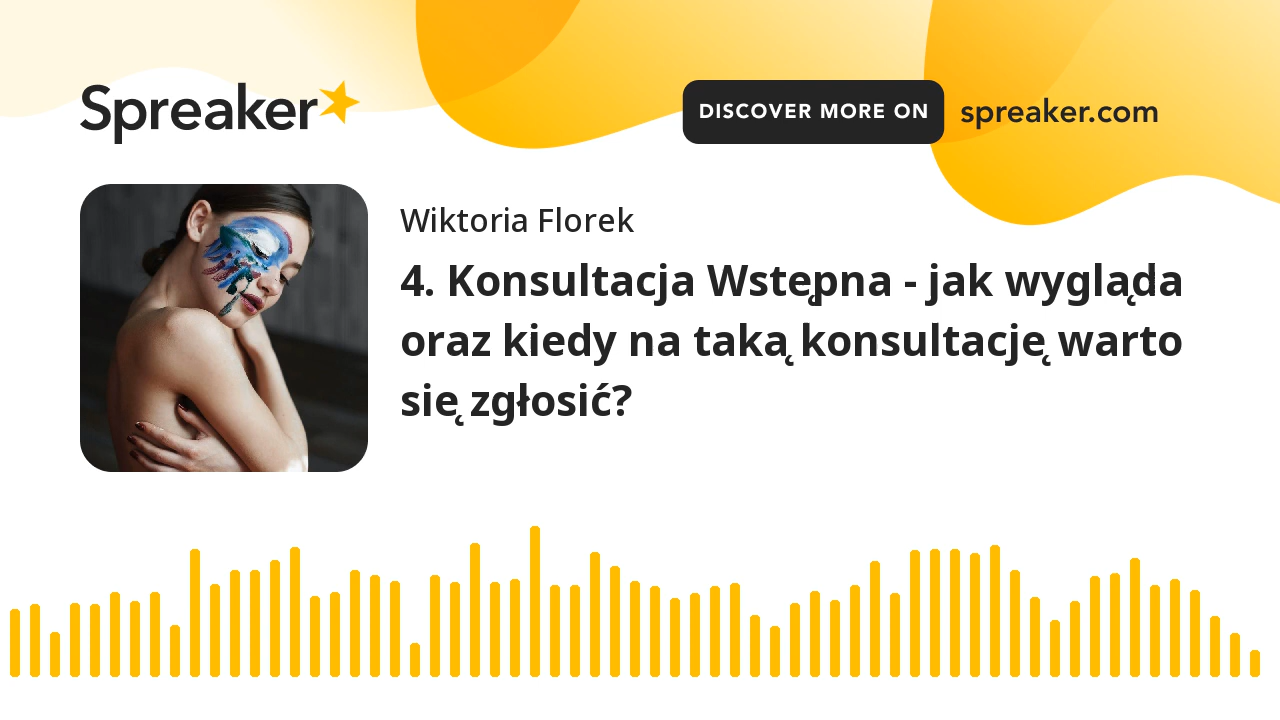 Spreaker
DISCOVER MORE ON spreaker.com
Wiktoria Florek
4. Konsultacja Wstępna - jak wygląda
oraz kiedy na taką konsultację warto
się zgłosić?